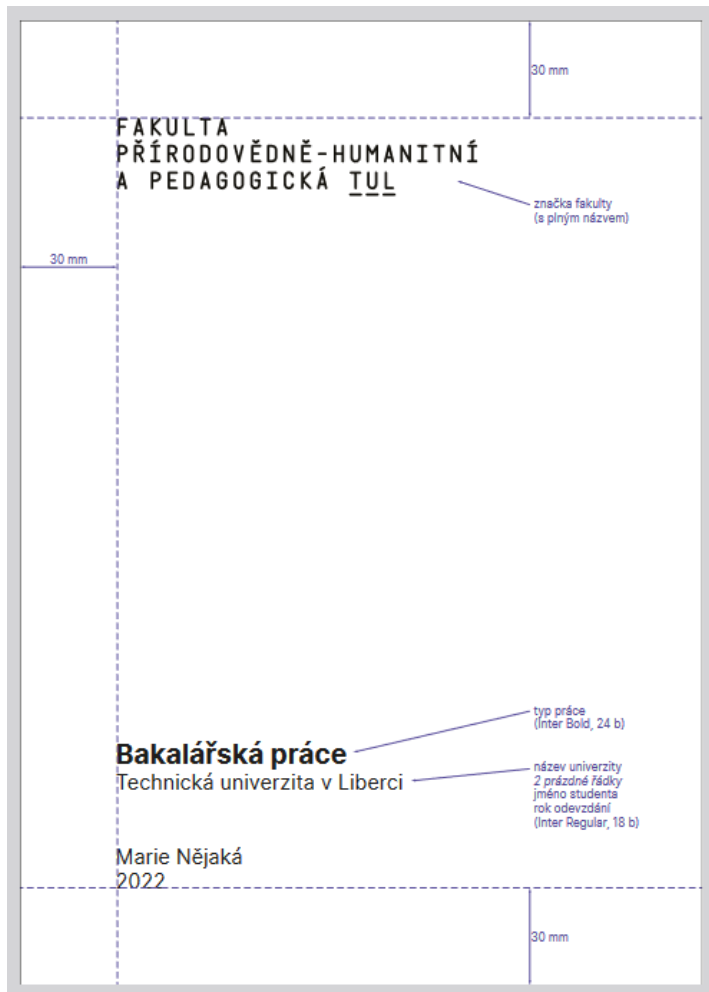 30 mm
FAKULTA
PŘÍRODOVĚDNĚ-HUMANITNÍ
A PEDAGOGICKÁ TUL
značka fakulty
(s plným názvem)
30 mm
typ práce
(Inter Bold, 24 b)
Bakalářská práce
Technická univerzita v Liberci
název univerzity
2 prázdné řádky
jméno studenta
rok odevzdání
(Inter Regular, 18 b)
Marie Nějaká
2022
30 mm